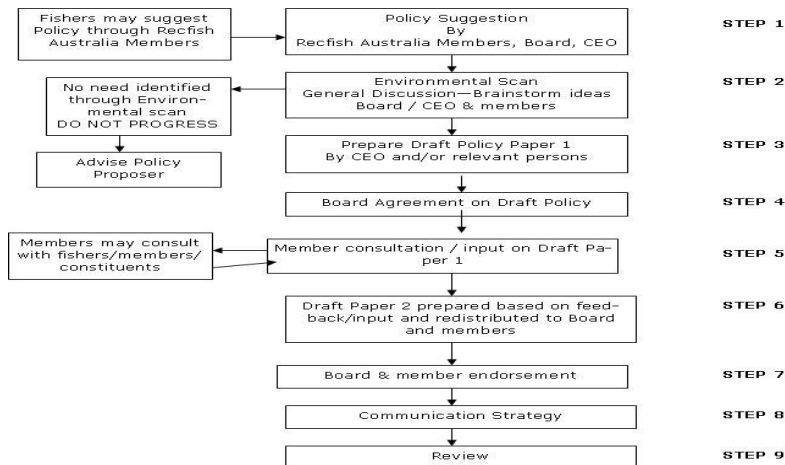 Fishers may suggest
Policy through Recfish
Australia Members
Policy Suggestion
By
Recfish Australia Members, Board, CEO
STEP 1
No need identified
through Environ-
mental scan
DO NOT PROGRESS
Environmental Scan
General Discussion—Brainstorm ideas
Board / CEO & members
STEP 2
Advise Policy
Proposer
Prepare Draft Policy Paper 1
By CEO and/or relevant persons
STEP 3
Board Agreement on Draft Policy
STEP 4
Members may consult
with fishers/members/
constituents
Member consultation / input on Draft Pa-
per 1
STEP 5
Draft Paper 2 prepared based on feed-
back/input and redistributed to Board
and members
STEP 6
Board & member endorsement
STEP 7
Communication Strategy
STEP 8
Review
STEP 9